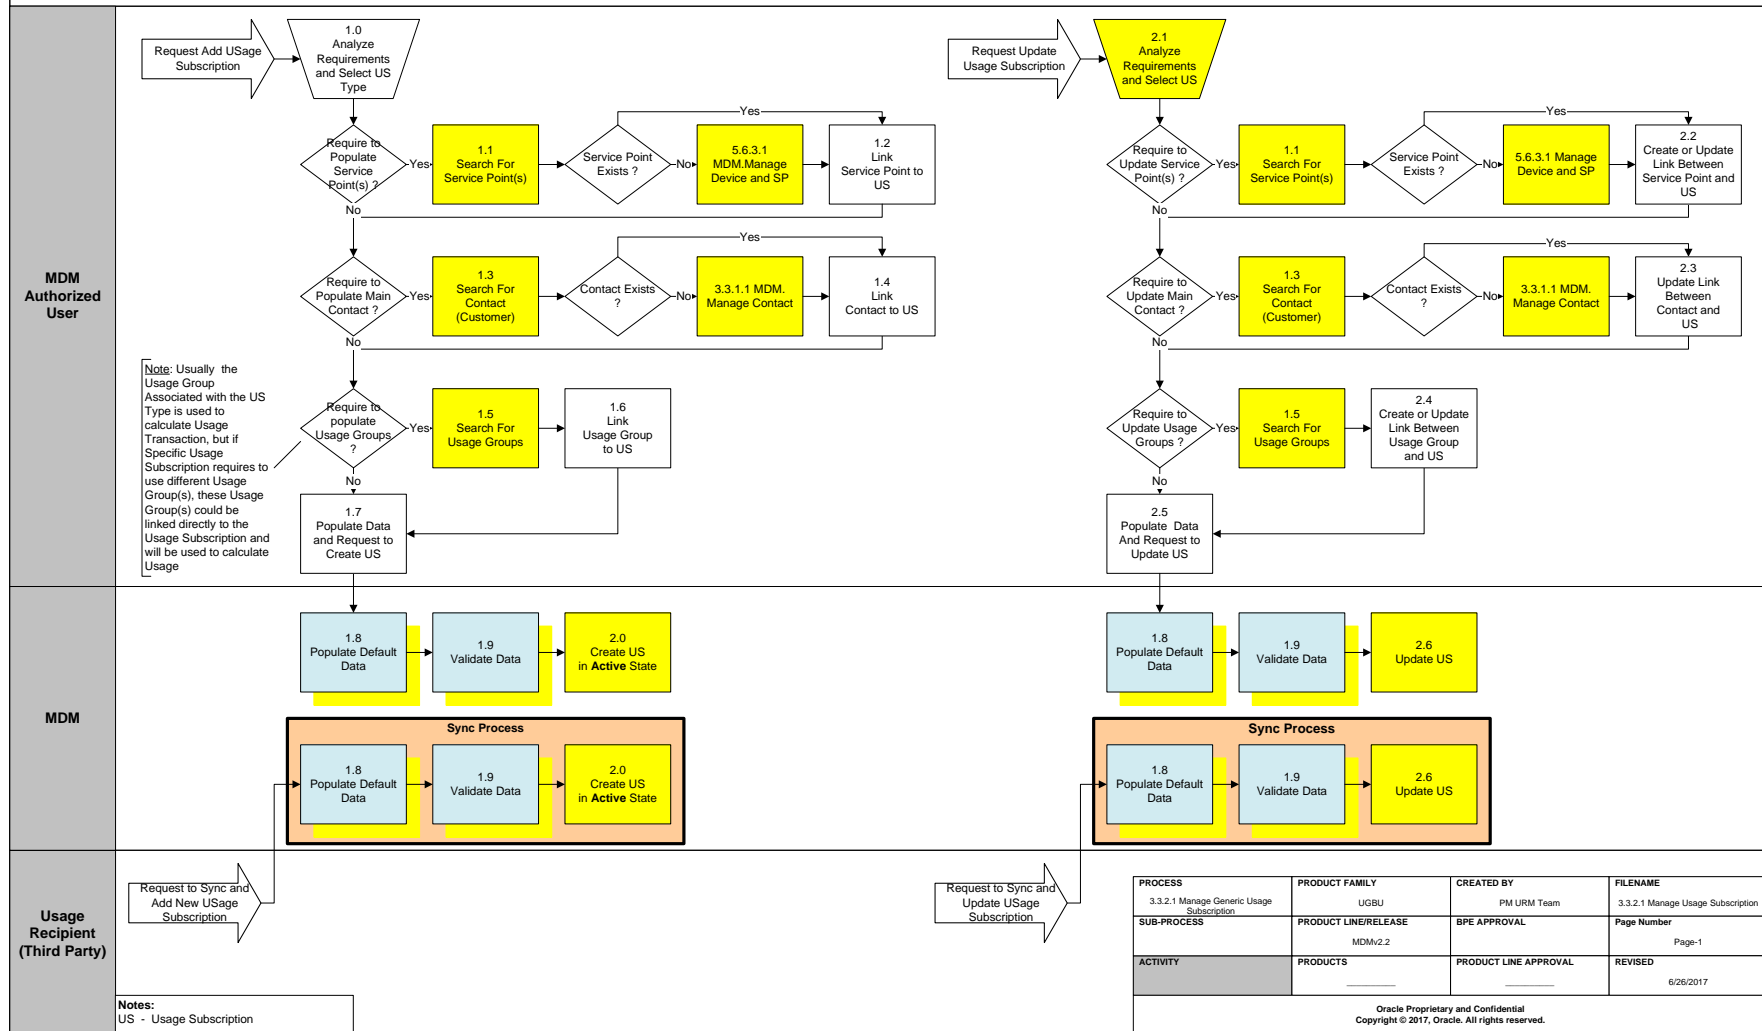 MDM
Authorized
User
Request Add USage
Subscription
1.0
Analyze
Requirements
and Select US
Type
Require to
Populate
Service
Point(s) ?
Yes
1.1
Search For
Service Point(s)
Service Point
Exists ?
Yes
No
5.6.3.1
MDM.Manage
Device and SP
1.2
Link
Service Point to
US
No
Require to
Populate Main
Contact ?
Yes
1.3
Search For
Contact
(Customer)
Contact Exists
?
Yes
No
3.3.1.1 MDM.
Manage Contact
1.4
Link
Contact to US
No
Note: Usually the
Usage Group
Associated with the US
Type is used to
calculate Usage
Transaction, but if
Specific Usage
Subscription requires to
use different Usage
Group(s), these Usage
Group(s) could be
linked directly to the
Usage Subscription and
will be used to calculate
Usage
Require to
populate
Usage Groups
?
Yes
1.5
Search For
Usage Groups
1.6
Link
Usage Group
to US
No
1.7
Populate Data
and Request to
Create US
Request Update
Usage Subscription
2.1
Analyze
Requirements
and Select US
Require to
Update Service
Point(s) ?
Yes
1.1
Search For
Service Point(s)
Service Point
Exists ?
Yes
No
5.6.3.1 Manage
Device and SP
2.2
Create or Update
Link Between
Service Point and
US
No
Require to
Update Main
Contact ?
Yes
1.3
Search For
Contact
(Customer)
Contact Exists
?
Yes
No
3.3.1.1 MDM.
Manage Contact
2.3
Update Link
Between
Contact and
US
No
Require to
Update Usage
Groups ?
Yes
1.5
Search For
Usage Groups
2.4
Create or Update
Link Between
Usage Group
and US
No
2.5
Populate Data
And Request to
Update US
MDM
1.8
Populate Default
Data
1.9
Validate Data
2.0
Create US
in Active State
Sync Process
1.8
Populate Default
Data
1.9
Validate Data
2.0
Create US
in Active State
1.8
Populate Default
Data
1.9
Validate Data
2.6
Update US
Sync Process
1.8
Populate Default
Data
1.9
Validate Data
2.6
Update US
Usage
Recipient
(Third Party)
Request to Sync and
Add New USage
Subscription
Request to Sync and
Update USage
Subscription
Notes:
US - Usage Subscription
PROCESS
3.3.2.1 Manage Generic Usage
Subscription
PRODUCT FAMILY
UGBU
CREATED BY
PM URM Team
FILENAME
3.3.2.1 Manage Usage Subscription
SUB-PROCESS
PRODUCT LINE/RELEASE
MDMv2.2
BPE APPROVAL
Page Number
Page-1
ACTIVITY
PRODUCTS
PRODUCT LINE APPROVAL
REVISED
6/26/2017
Oracle Proprietary and Confidential
Copyright © 2017, Oracle. All rights reserved.